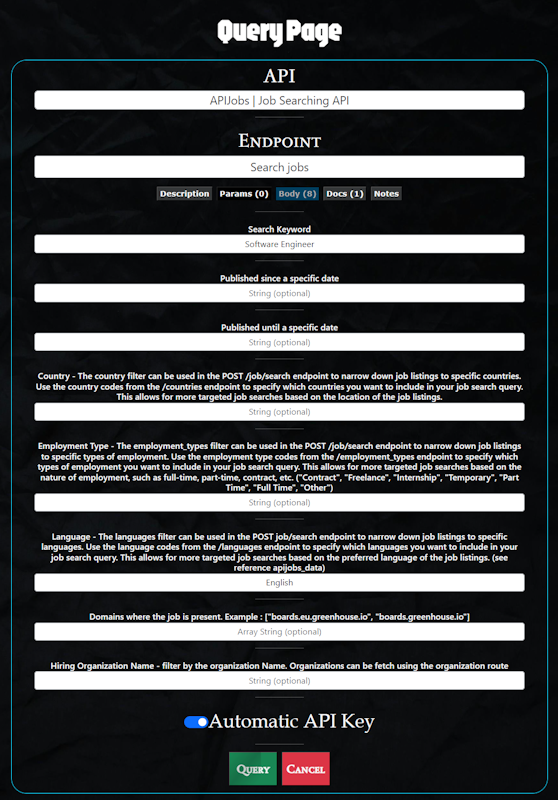 Query Page
API
APIJobs | Job Searching API
Endpoint
Search jobs
Description Params (0) Body (8) Docs (1) Notes
Search Keyword
Software Engineer
Published since a specific date
String (optional)
Published until a specific date
String (optional)
Country - The country filter can be used in the POST /job/search endpoint to narrow down job listings to specific countries.
Use the country codes from the /countries endpoint to specify which countries you want to include in your job search query.
This allows for more targeted job searches based on the location of the job listings.
String (optional)
Employment Type - The employment_types filter can be used in the POST /job/search endpoint to narrow down job listings
to specific types of employment. Use the employment type codes from the /employment_types endpoint to specify which
types of employment you want to include in your job search query. This allows for more targeted job searches based on the
nature of employment, such as full-time, part-time, contract, etc. ("Contract", "Freelance", "Internship", "Temporary", "Part
Time", "Full Time", "Other")
String (optional)
Language - The languages filter can be used in the POST job/search endpoint to narrow down job listings to specific
languages. Use the language codes from the /languages endpoint to specify which languages you want to include in your
job search query. This allows for more targeted job searches based on the preferred language of the job listings. (see
reference apijobs_data)
English
Domains where the job is present. Example : ["boards.eu.greenhouse.io", "boards.greenhouse.io"]
Array String (optional)
Hiring Organization Name - filter by the organization Name. Organizations can be fetch using the organization route
String (optional)
Automatic API Key
Query Cancel